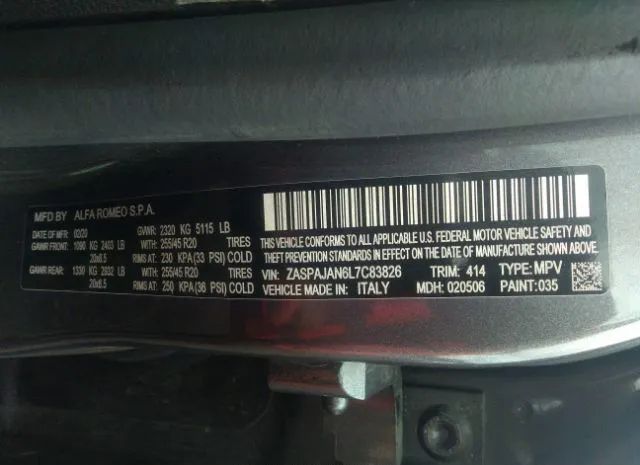 MFD BY ALFA ROMEO S.P.A.
DATE OF MFR 02/20 GVWR: 2320 KG 5115 LB
GAWR FRONT: 1090 KG 2403 LB WITH: 255/45 R20 TIRES
20x6.5 RIMS AT: 230 KPA (33 PSI) COLD
GAWR REAR: 1330 KG 2932 LB WITH: 255/45 R20 TIRES
20x6.5 RIMS AT: 250 KPA (36 PSI) COLD
THIS VEHICLE CONFORMS TO ALL APPLICABLE U.S. FEDERAL MOTOR VEHICLE SAFETY AND
THEFT PREVENTION STANDARDS IN EFFECT ON THE DATE OF MANUFACTURE SHOWN ABOVE
VIN: ZASPAJAN6L7C83826 TRIM: 414 TYPE: MPV
VEHICLE MADE IN: ITALY MDH: 020506 PAINT: 035